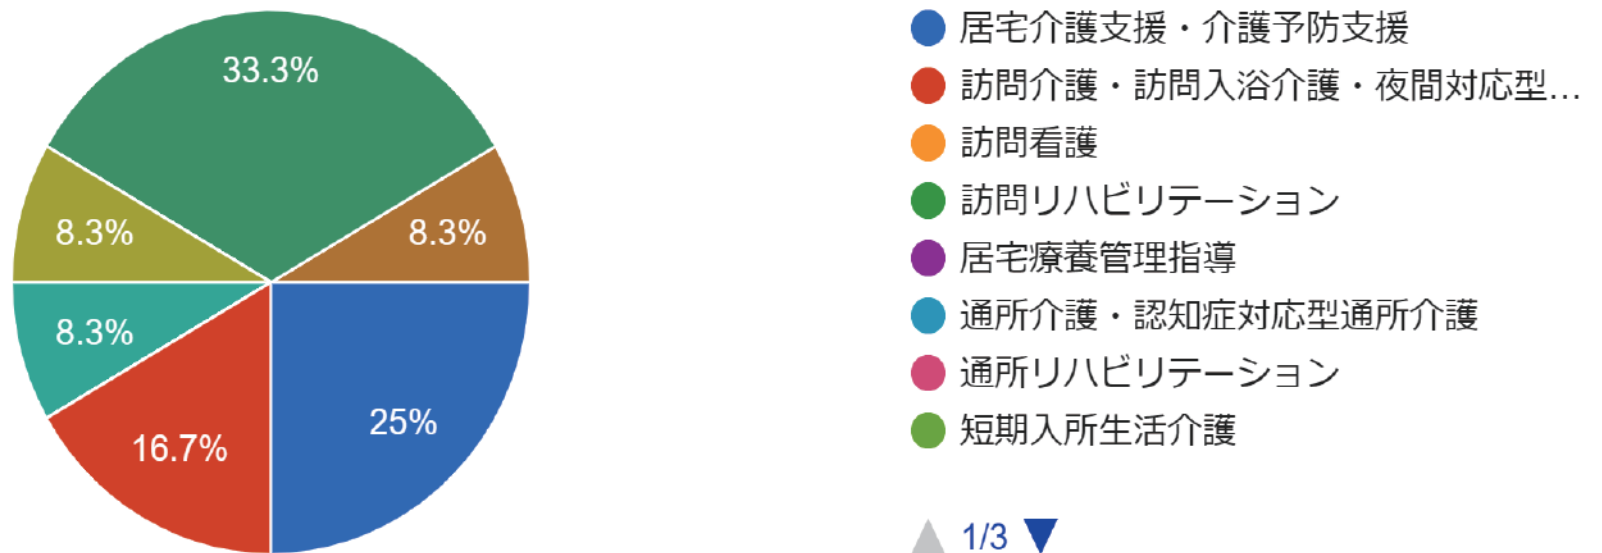 33.3%
8.3%
8.3%
8.3%
25%
16.7%
居宅介護支援・介護予防支援
訪問介護・訪問入浴介護・夜間対応型…
訪問看護
訪問リハビリテーション
居宅療養管理指導
通所介護・認知症対応型通所介護
通所リハビリテーション
短期入所生活介護
1/3